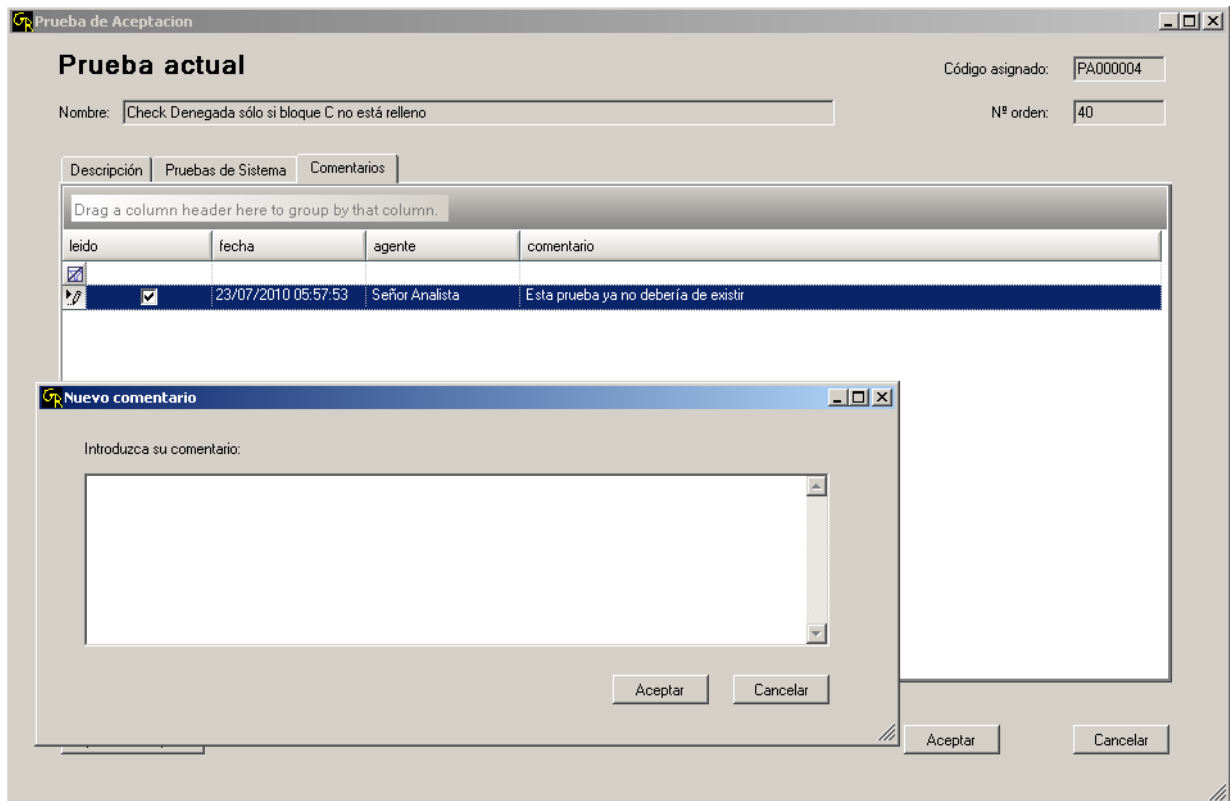 GR Prueba de Aceptacion
Prueba actual
Código asignado: PA000004
Nombre: Check Denegada sólo si bloque C no está relleno
Nº orden: 40
Descripción Pruebas de Sistema Comentarios
Drag a column header here to group by that column.
leido fecha agente comentario
23/07/2010 05:57:53 Señor Analista Esta prueba ya no debería de existir
GR Nuevo comentario
Introduzca su comentario:
Aceptar Cancelar
Aceptar Cancelar